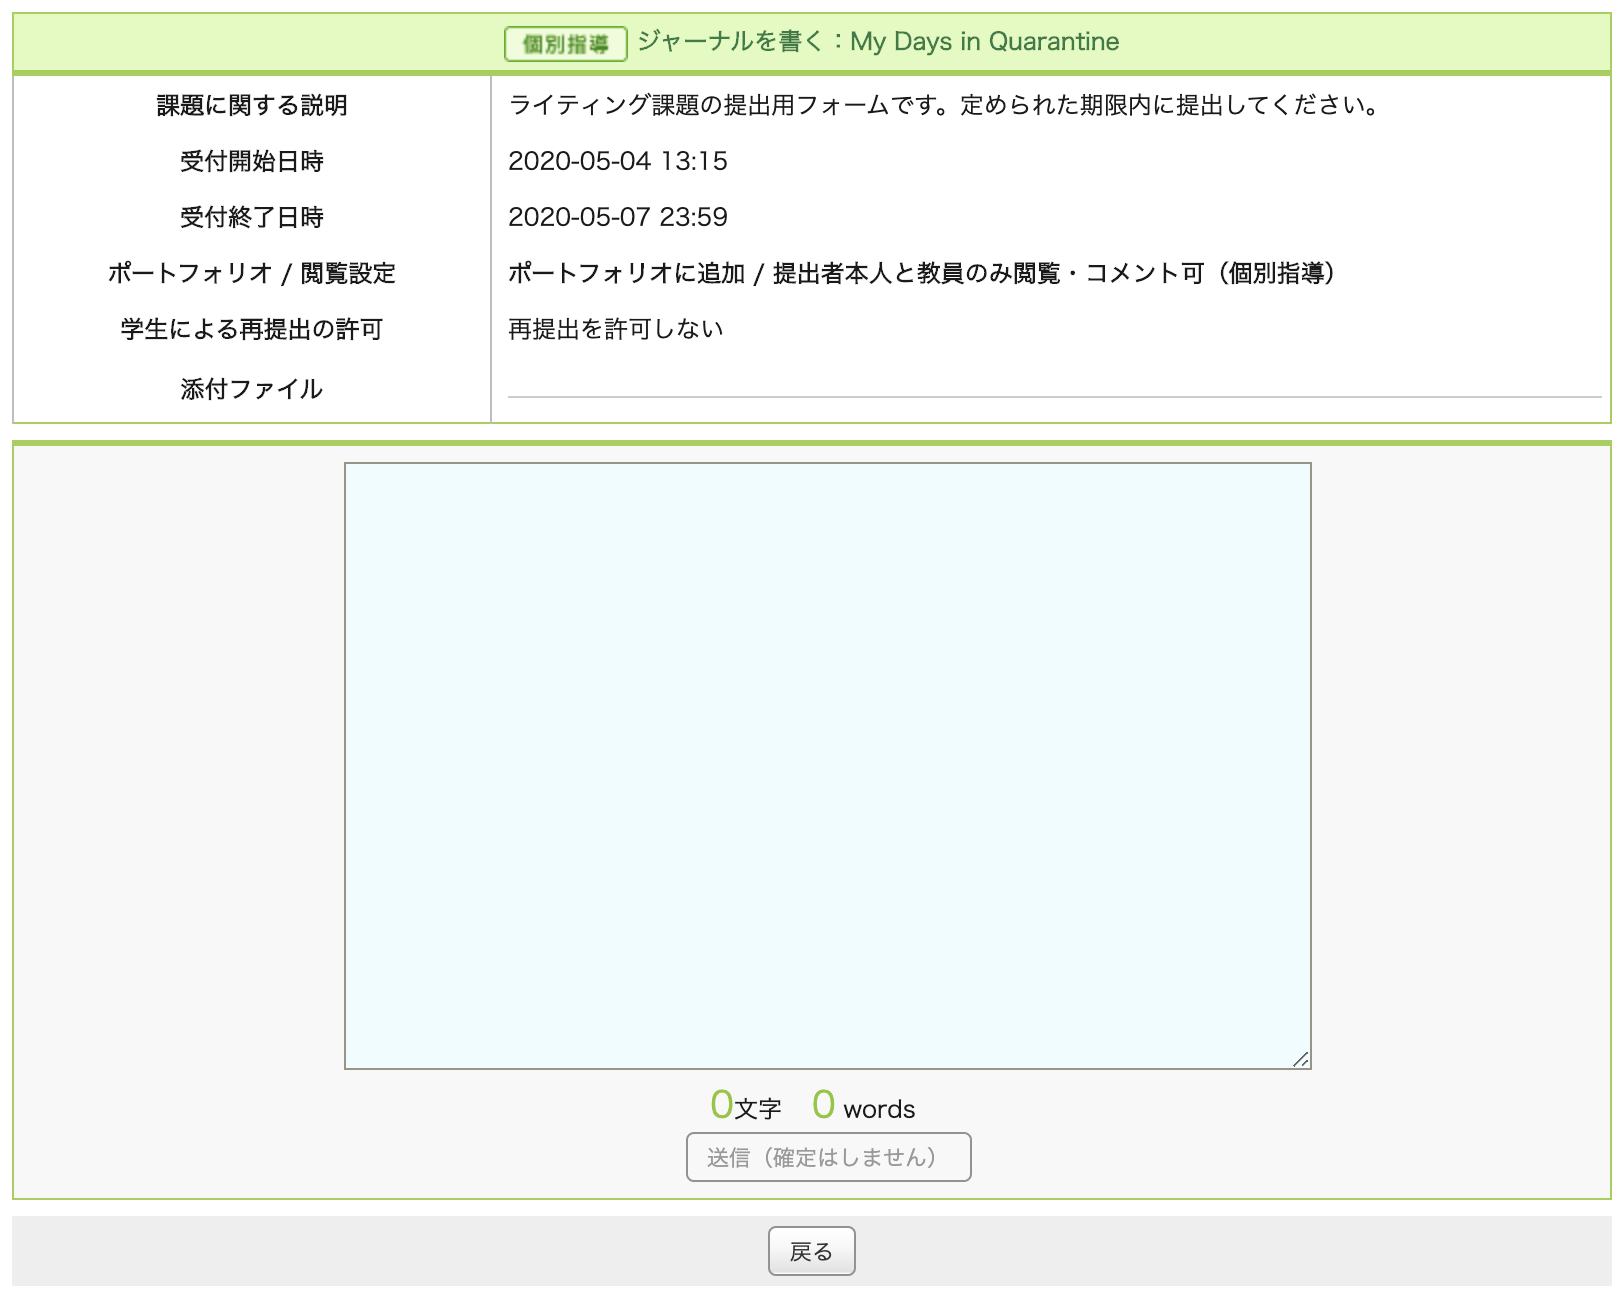 個別指導 ジャーナルを書く：My Days in Quarantine
課題に関する説明 ライティング課題の提出用フォームです。定められた期限内に提出してください。
受付開始日時 2020-05-04 13:15
受付終了日時 2020-05-07 23:59
ポートフォリオ / 閲覧設定 ポートフォリオに追加 / 提出者本人と教員のみ閲覧・コメント可（個別指導）
学生による再提出の許可 再提出を許可しない
添付ファイル
0文字 0 words
送信（確定はしません）
戻る